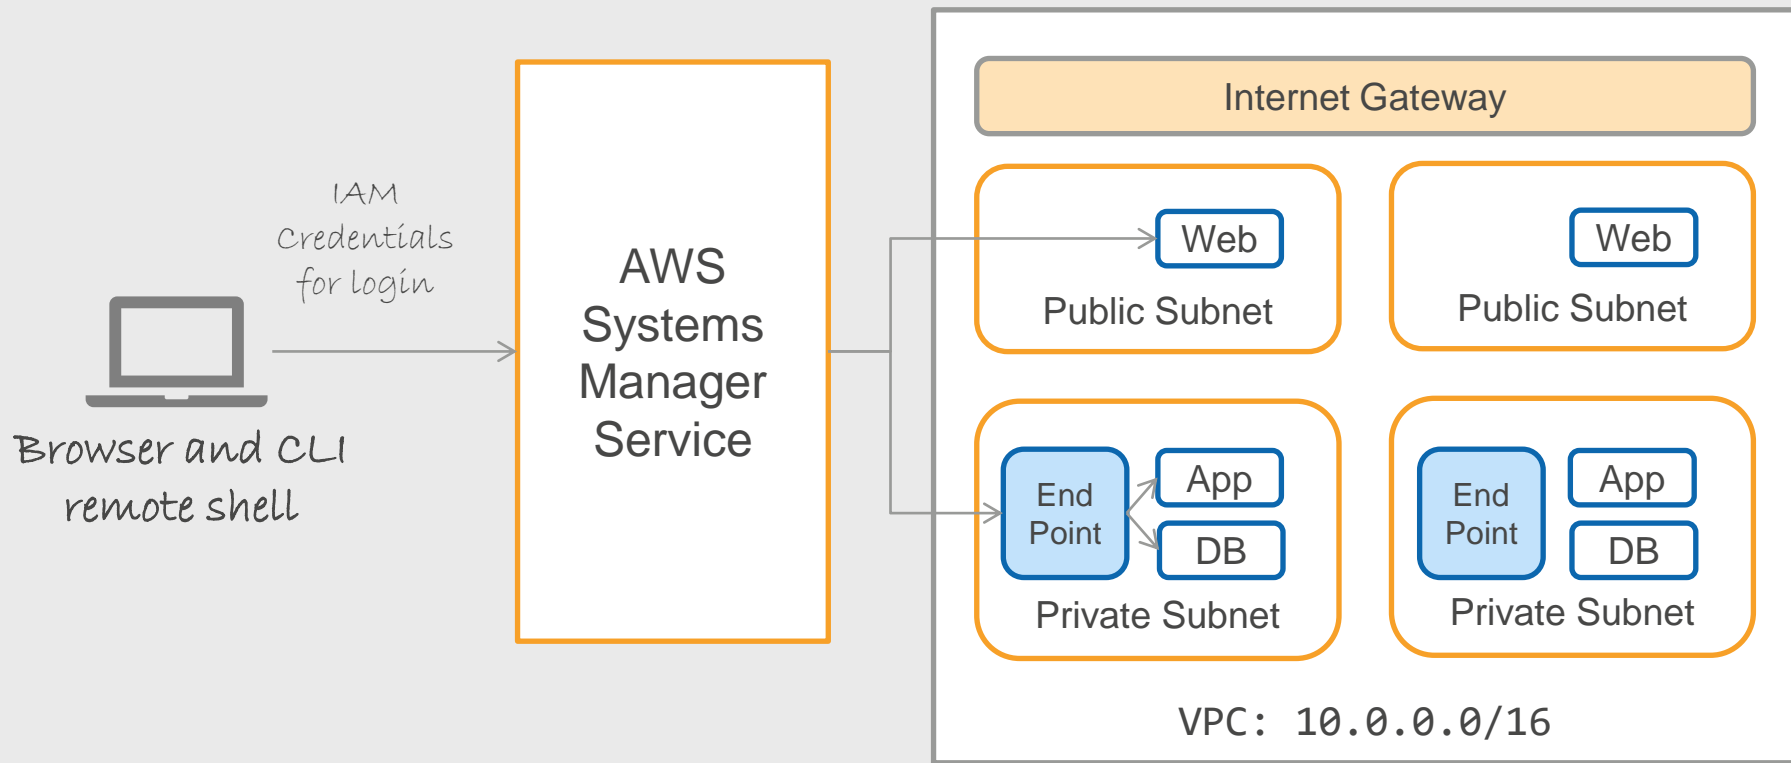 IAM
Credentials
for login
Browser and CLI
remote shell
AWS
Systems
Manager
Service
Internet Gateway
Web
Public Subnet
Web
Public Subnet
End
Point
App
DB
Private Subnet
End
Point
App
DB
Private Subnet
VPC: 10.0.0.0/16